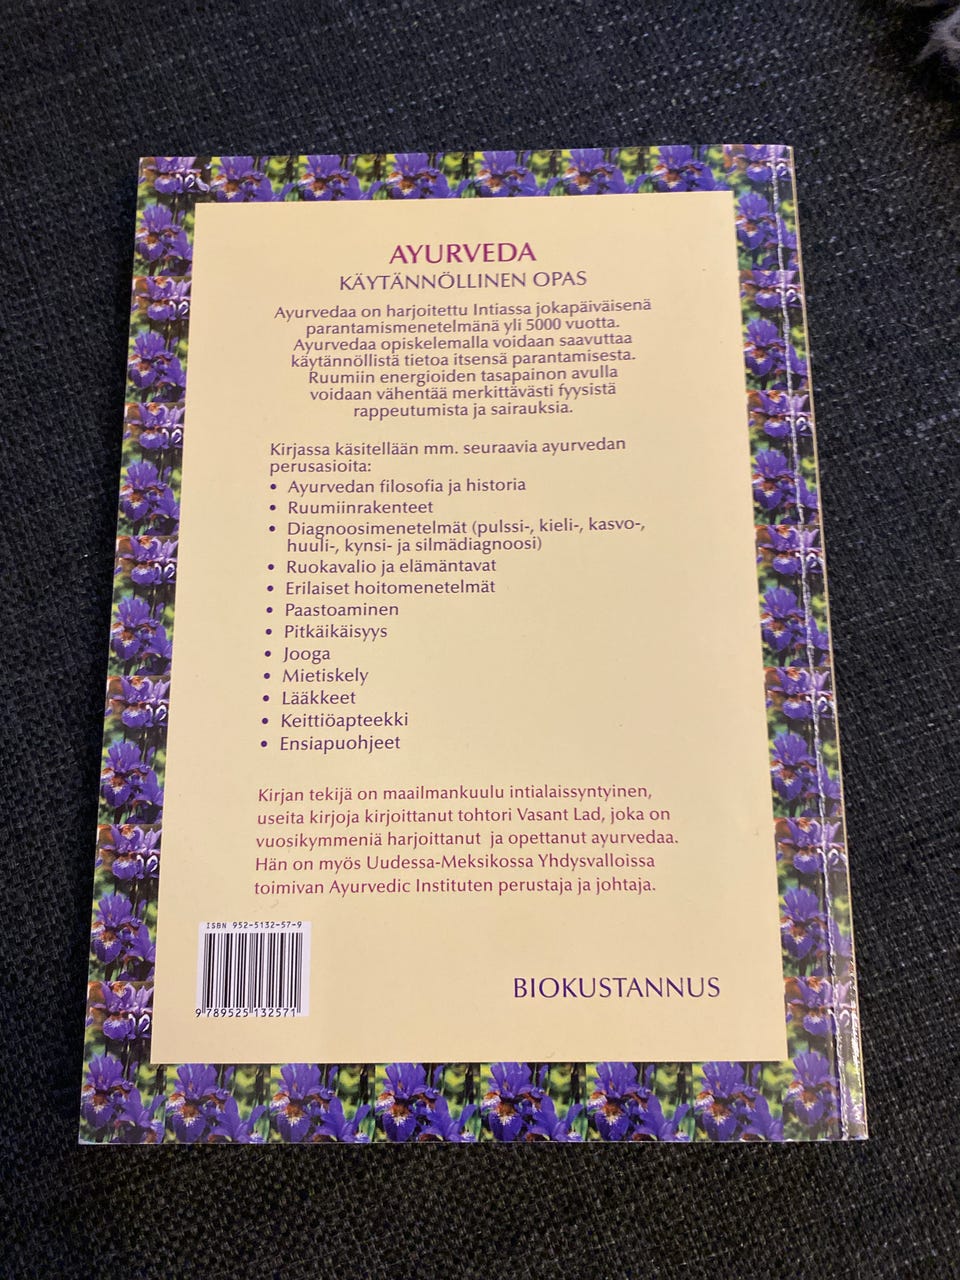 AYURVEDA
KÄYTÄNNÖLLINEN OPAS
Ayurvedaa on harjoitettu Intiassa jokapäiväisenä
parantamismenetelmänä yli 5000 vuotta.
Ayurvedaa opiskelemalla voidaan saavuttaa
käytännöllistä tietoa itsensä parantamisesta.
Ruumiin energioiden tasapainon avulla
voidaan vähentää merkittävästi fyysistä
rappeutumista ja sairauksia.
Kirjassa käsitellään mm. seuraavia ayurvedan
perusasioita:
• Ayurvedan filosofia ja historia
• Ruumiinrakenteet
• Diagnoosimenetelmät (pulssi-, kieli-, kasvo-,
huuli-, kynsi- ja silmädiagnoosi)
• Ruokavalio ja elämäntavat
• Erilaiset hoitomenetelmät
• Paastoaminen
• Pitkäikäisyys
• Jooga
• Mietiskely
• Lääkkeet
• Keittiöapteekki
• Ensiapuohjeet
Kirjan tekijä on maailmankuulu intialaissyntyinen,
useita kirjoja kirjoittanut tohtori Vasant Lad, joka on
vuosikymmeniä harjoittanut ja opettanut ayurvedaa.
Hän on myös Uudessa-Meksikossa Yhdysvalloissa
toimivan Ayurvedic Instituten perustaja ja johtaja.
ISBN 952-5132-57-9
9 789525 132571
BIOKUSTANNUS